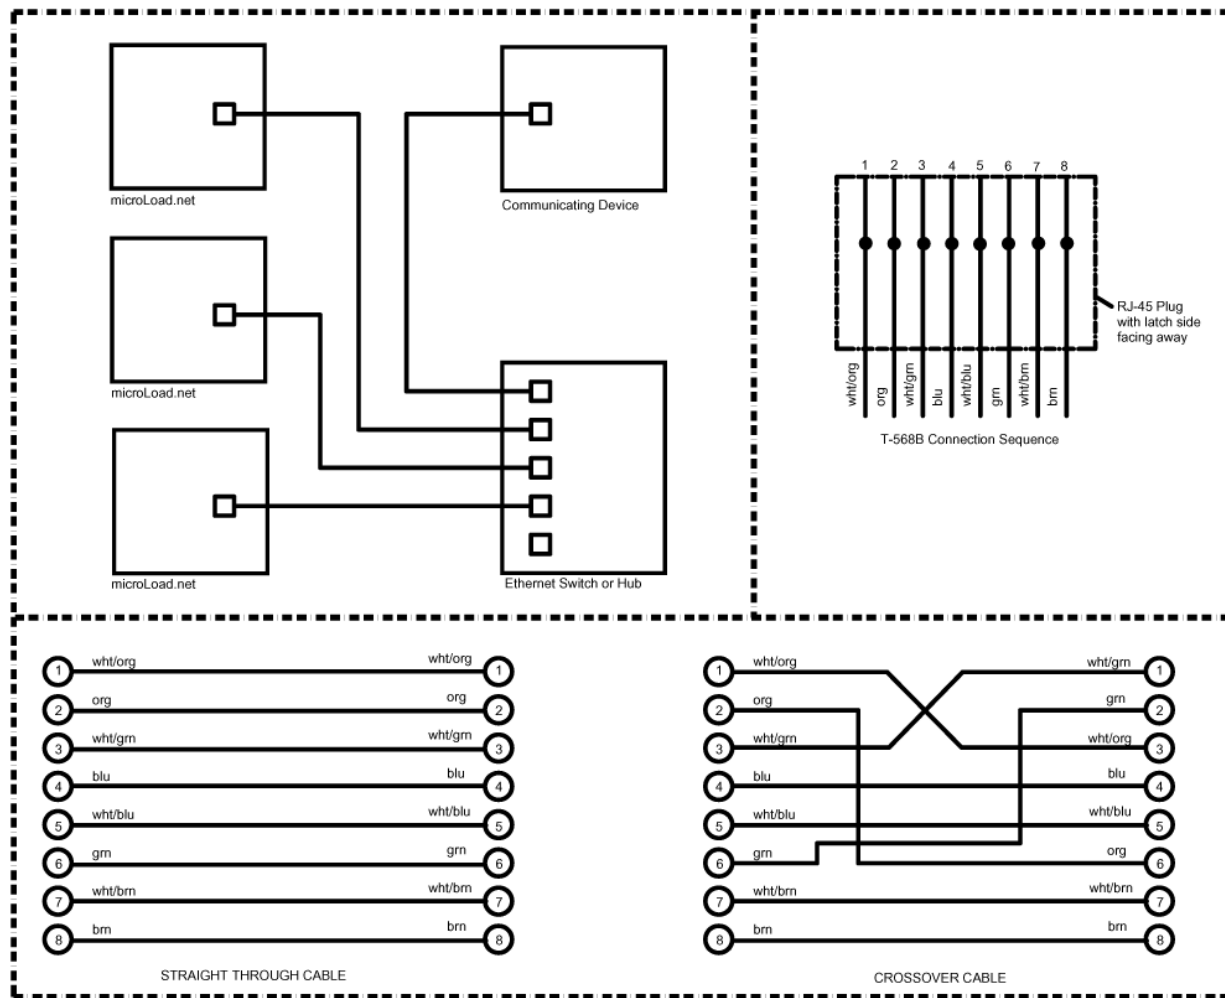 microLoad.net
Communicating Device
microLoad.net
microLoad.net
Ethernet Switch or Hub
1 2 3 4 5 6 7 8
RJ-45 Plug
with latch side
facing away
wht/org org wht/grn blu wht/blu grn wht/brn brn
T-568B Connection Sequence
1 wht/org wht/org 1
2 org org 2
3 wht/grn wht/grn 3
4 blu blu 4
5 wht/blu wht/blu 5
6 grn grn 6
7 wht/brn wht/brn 7
8 brn brn 8
STRAIGHT THROUGH CABLE
1 wht/org wht/grn 1
2 org grn 2
3 wht/grn wht/org 3
4 blu blu 4
5 wht/blu wht/blu 5
6 grn org 6
7 wht/brn wht/brn 7
8 brn brn 8
CROSSOVER CABLE